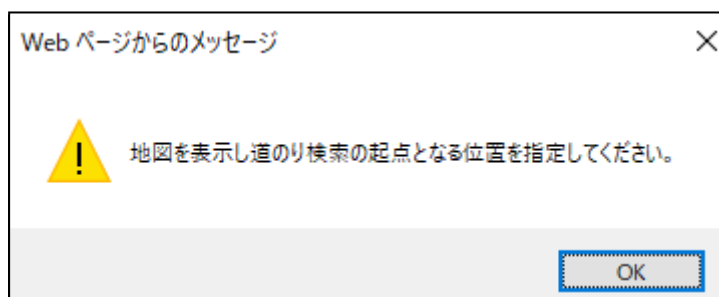 Web ページからのメッセージ
地図を表示し道のり検索の起点となる位置を指定してください。
OK